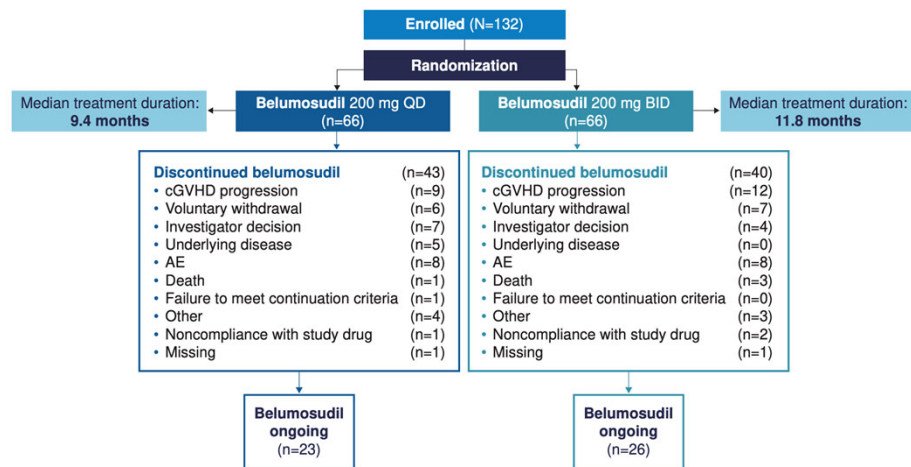 Enrolled (N=132)
Randomization
Median treatment duration:
9.4 months
Belumosudil 200 mg QD
(n=66)
Belumosudil 200 mg BID
(n=66)
Median treatment duration:
11.8 months
Discontinued belumosudil (n=43)
• cGVHD progression (n=9)
• Voluntary withdrawal (n=6)
• Investigator decision (n=7)
• Underlying disease (n=5)
• AE (n=8)
• Death (n=1)
• Failure to meet continuation criteria (n=1)
• Other (n=4)
• Noncompliance with study drug (n=1)
• Missing (n=1)
Discontinued belumosudil (n=40)
• cGVHD progression (n=12)
• Voluntary withdrawal (n=7)
• Investigator decision (n=4)
• Underlying disease (n=0)
• AE (n=8)
• Death (n=3)
• Failure to meet continuation criteria (n=0)
• Other (n=3)
• Noncompliance with study drug (n=2)
• Missing (n=1)
Belumosudil
ongoing
(n=23)
Belumosudil
ongoing
(n=26)